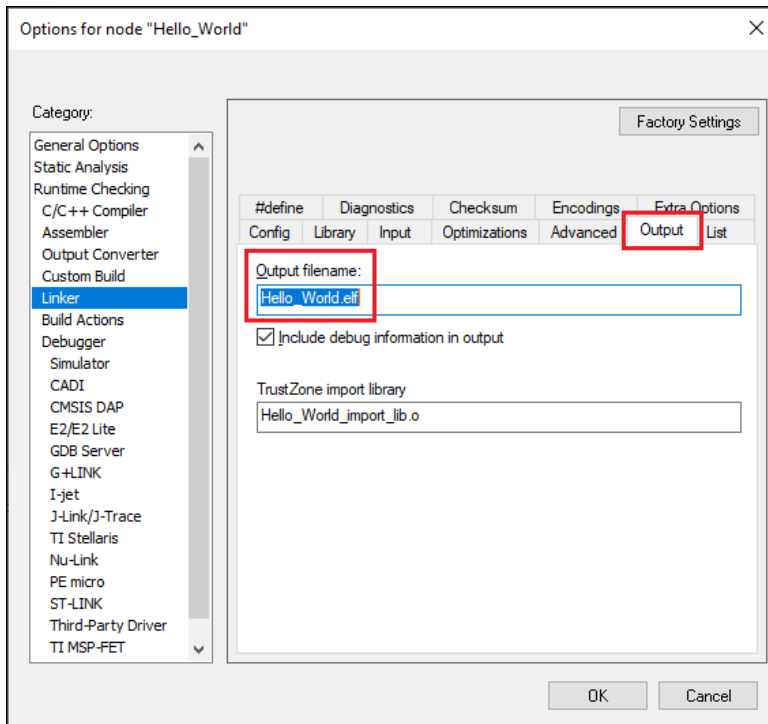 Options for node "Hello_World"
Category:
General Options
Static Analysis
Runtime Checking
C/C++ Compiler
Assembler
Output Converter
Custom Build
Linker
Build Actions
Debugger
Simulator
CADI
CMSIS DAP
E2/E2 Lite
GDB Server
G+LINK
I-jet
J-Link/J-Trace
TI Stellaris
Nu-Link
PE micro
ST-LINK
Third-Party Driver
TI MSP-FET
Factory Settings
#define Diagnostics Checksum Encodings Extra Options
Config Library Input Optimizations Advanced Output List
Output filename:
Hello_World.elf
Include debug information in output
TrustZone import library
Hello_World_import_lib.o
OK Cancel